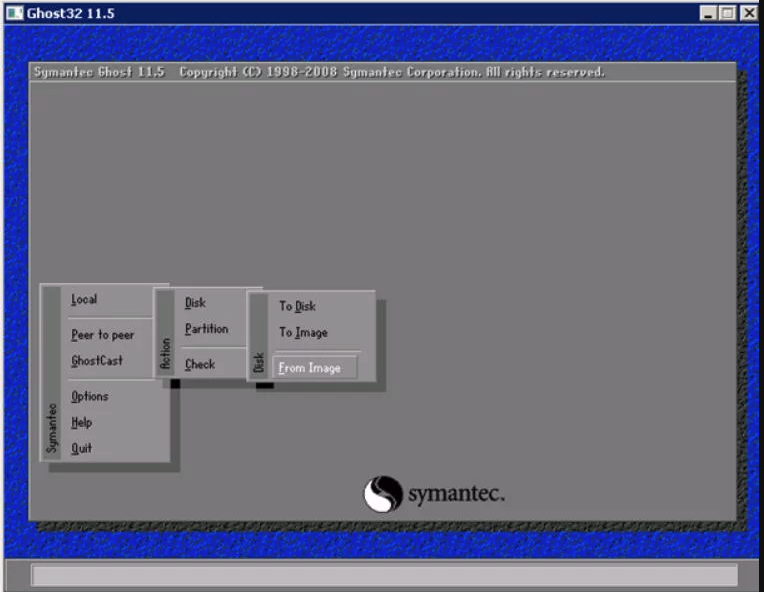 Ghost32 11.5
Symantec Ghost 11.5 Copyright (C) 1998-2008 Symantec Corporation. All rights reserved.
Local
Peer to peer
GhostCast
Options
Help
Quit
Symantec
Disk
Partition
Check
Action
To Disk
To Image
From Image
Disk
symantec.